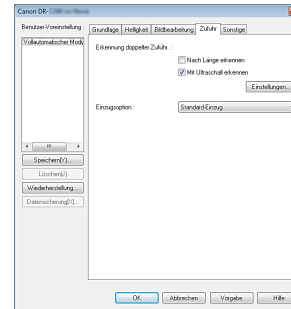 Canon DR-
Benutzer-Voreinstellung :
Vollautomatischer Modu
Speichern(Y)...
Löschen(J)
Wiederherstellung...
Datensicherung(X)...
Grundlage Helligkeit Bildbearbeitung Zufuhr Sonstige
Erkennung doppelter Zufuhr. :
Nach Länge erkennen
Mit Ultraschall erkennen
Einstellungen...
Einzugsoption :
Standard-Einzug
OK Abbrechen Vorgabe Hilfe